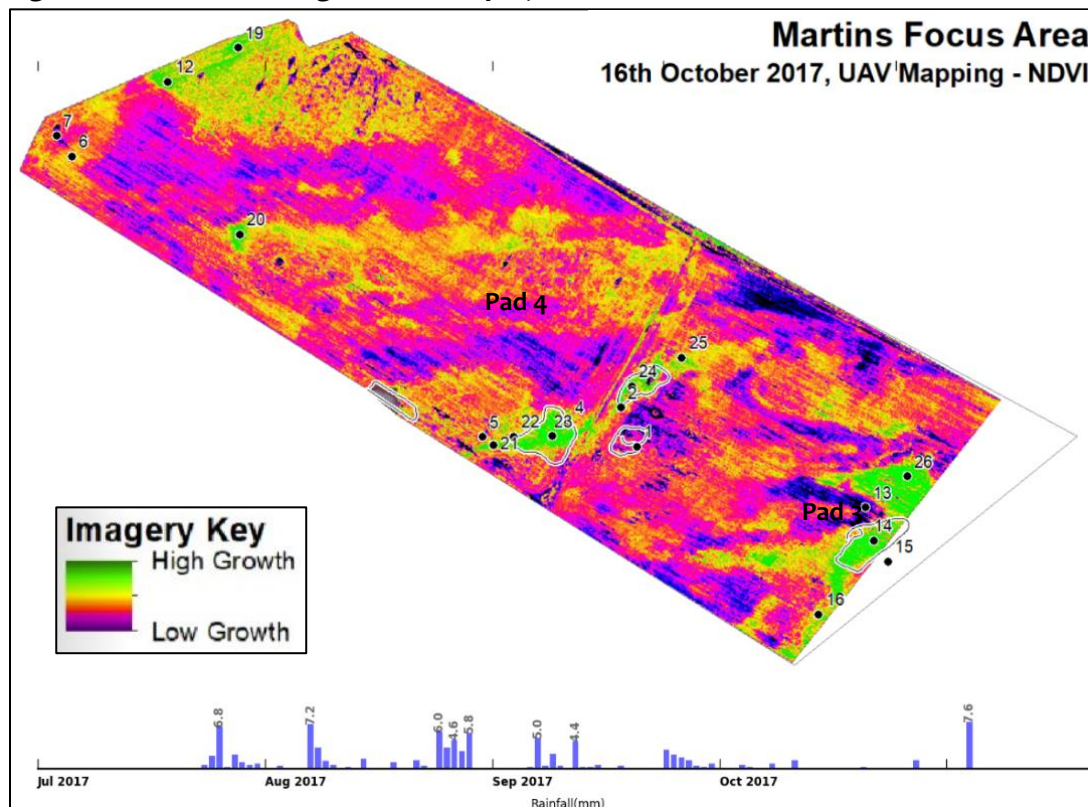 Martins Focus Area
16th October 2017, UAV Mapping - NDVI
19
12
7
6
20
Pad 4
25
24
2
4
5
22
28
21
1
26
13
Pad 3
14
15
16
Imagery Key
High Growth
Low Growth
6.8
7.2
6.0
4.6
5.8
5.0
4.4
7.6
Jul 2017
Aug 2017
Sep 2017
Oct 2017
Rainfall(mm)